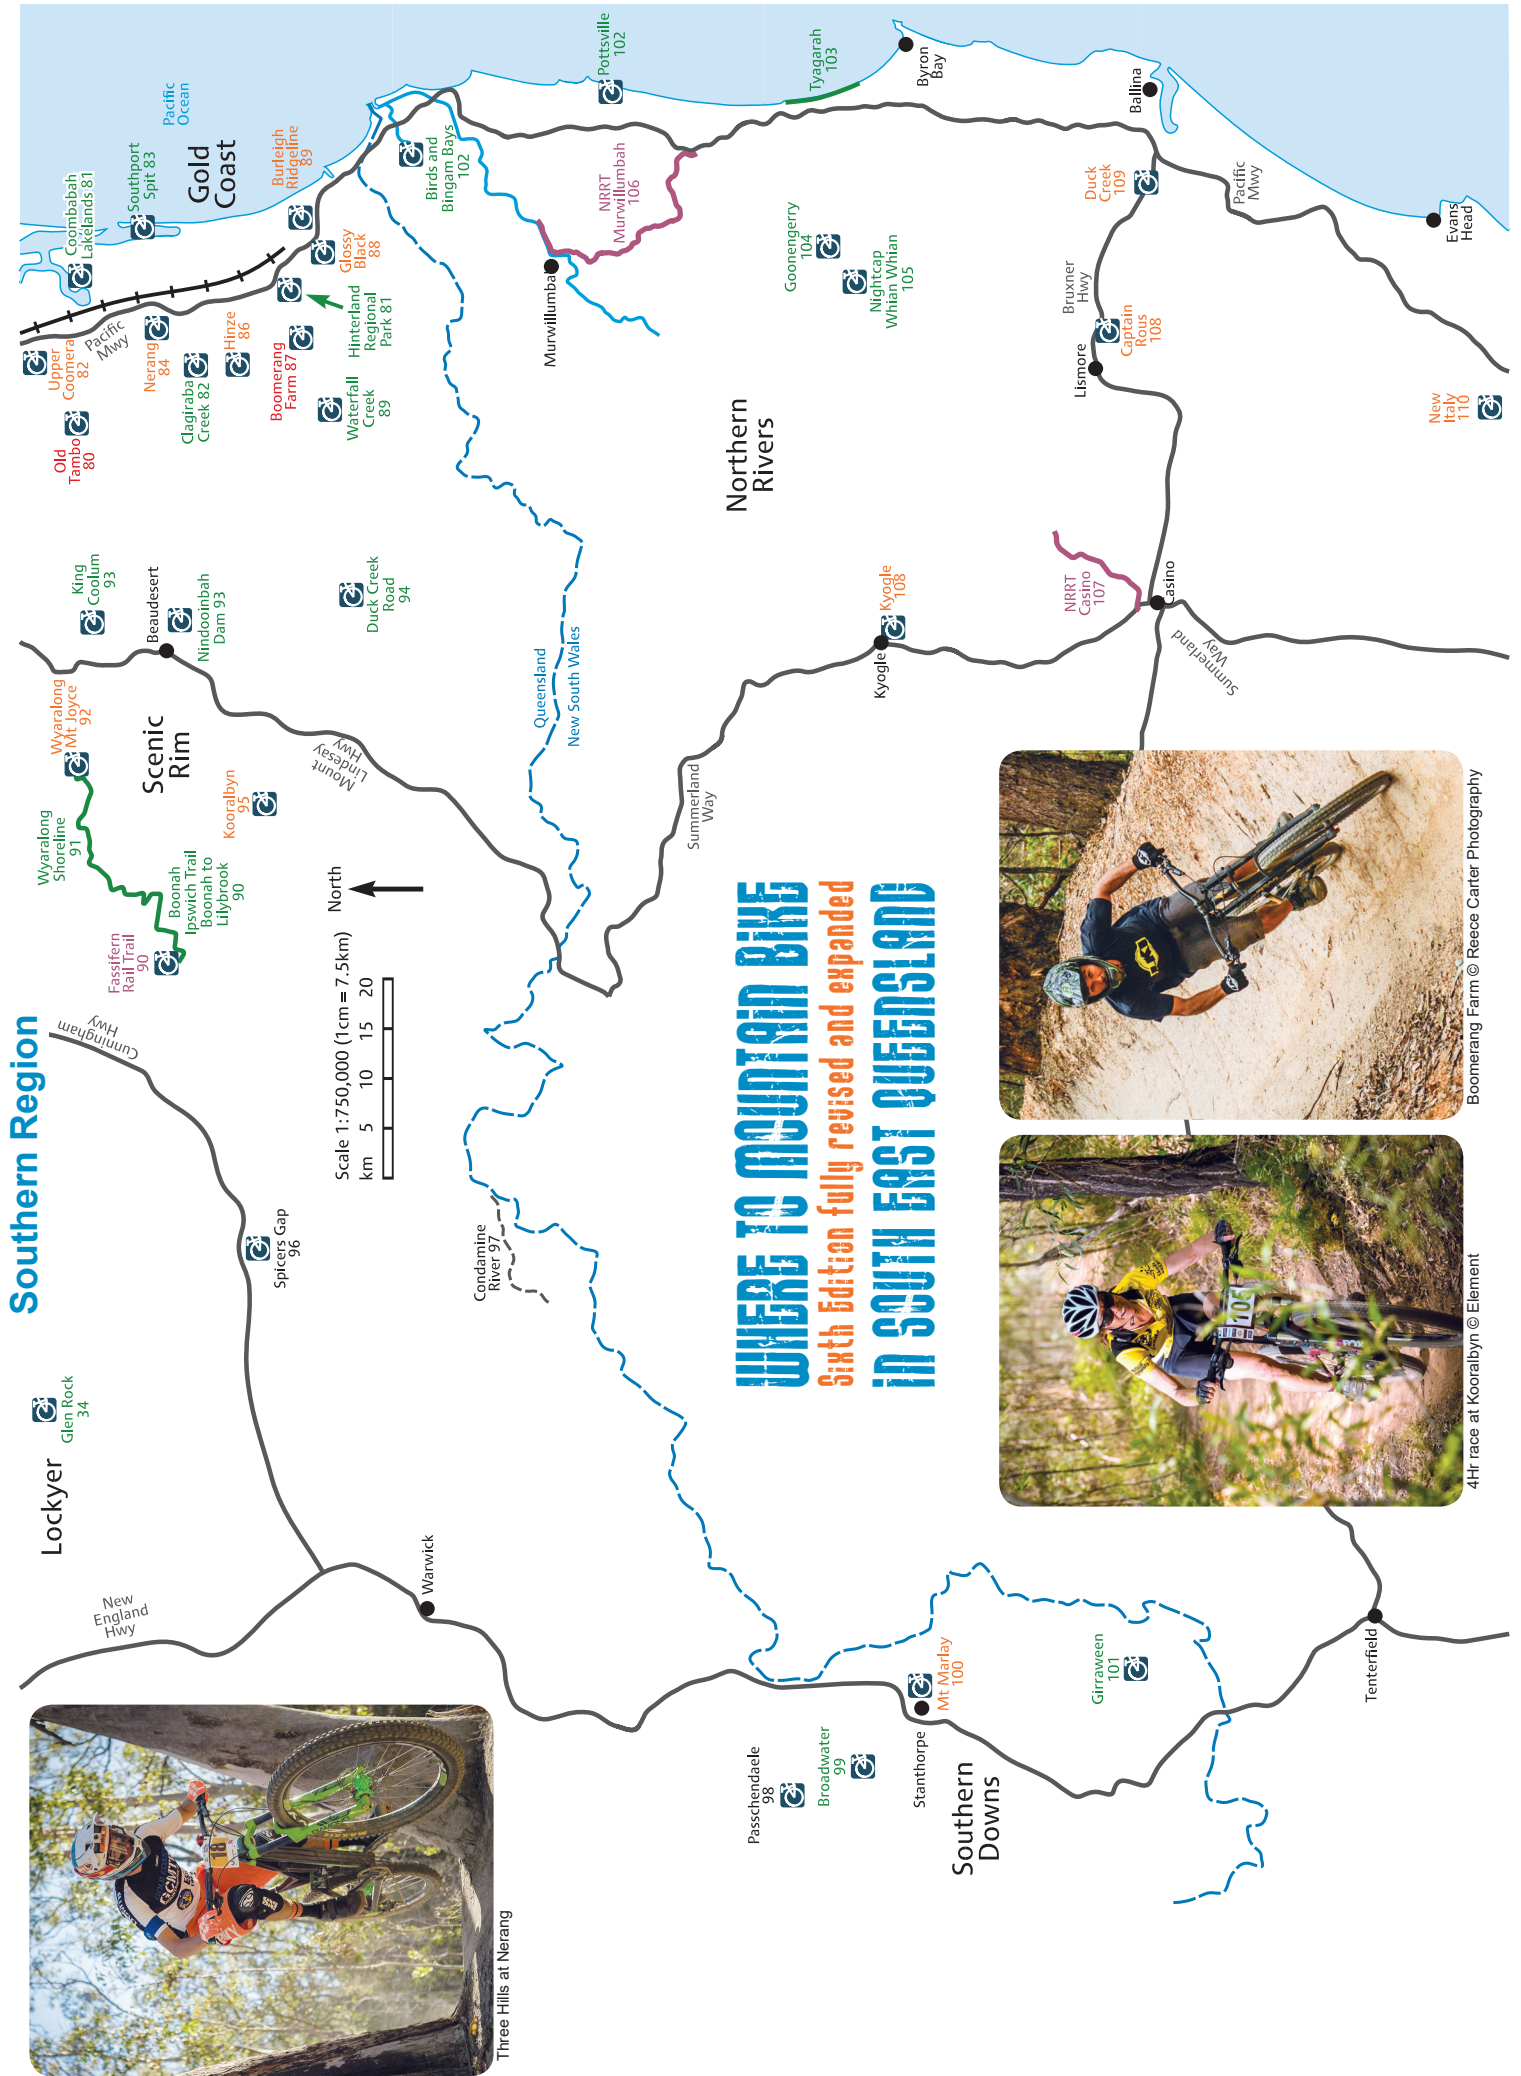 Southern Region
Lockyer
Glen Rock
34
New
England
Hwy
Cunningham
Hwy
Spicers Gap
96
Warwick
Three Hills at Nerang
Fassifern
Rail Trail
90
Boonah
Ipswich Trail
Boonah to
Lilybrook
90
Wyaralong
Shoreline
91
Wyaralong
Mt Joyce
92
Scenic
Rim
Kooralbyn
95
Mount
Lindesay
Hwy
King
Coolum
93
Beaudesert
Nindooinbah
Dam 93
Duck Creek
Road
94
Old
Tambo
80
Upper
Coomera
82
Pacific
Mwy
Coombabah
Lakelands 81
Southport
Spit 83
Pacific
Ocean
Gold
Coast
Nerang
84
Clagiraba
Creek 82
Hinze
86
Boomerang
Farm 87
Waterfall
Creek
89
Hinterland
Regional
Park 81
Glossy
Black
88
Burleigh
Ridgeline
89
North
Scale 1:750,000 (1cm = 7.5km)
km 5 10 15 20
Condamine
River 97
Queensland
New South Wales
Birds and
Bingam Bays
102
Pottsville
102
Murwillumbah
NRRT
Murwillumbah
106
Tyagarah
103
Byron
Bay
Goonengerry
104
Nightcap
Whian Whian
105
Northern
Rivers
Summerland
Way
Kyogle
Kyogle
108
NRRT
Casino
107
Casino
Summerland
Way
Lismore
Captain
Rous
108
Bruxner
Hwy
Duck
Creek
109
Ballina
Pacific
Mwy
Evans
Head
New
Italy
110
WHERE TO MOUNTAIN BIKE
Sixth Edition fully revised and expanded
in SOUTH EAST QUEENSLAND
Passchendaele
98
Broadwater
99
Stanthorpe
Mt Marlay
100
Southern
Downs
Girraween
101
Tenterfield
4Hr race at Kooralbyn © Element
Boomerang Farm © Reece Carter Photography
105
18
GCMTB